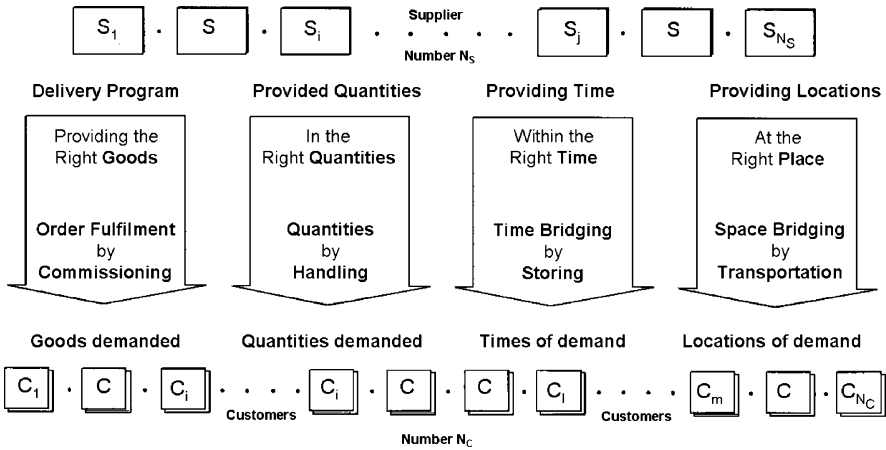 Supplier
S1 . S . Si . . . . . . Sj . S . SNS
Number NS
Delivery Program
Provided Quantities
Providing Time
Providing Locations
Providing the
Right Goods
Order Fulfilment
by
Commissioning
In the
Right Quantities
Quantities
by
Handling
Within the
Right Time
Time Bridging
by
Storing
At the
Right Place
Space Bridging
by
Transportation
Goods demanded
Quantities demanded
Times of demand
Locations of demand
C1 . C . Ci . . . . Ci . C . C . Cl . . . . Cm . C . CNC
Customers
Customers
Number NC